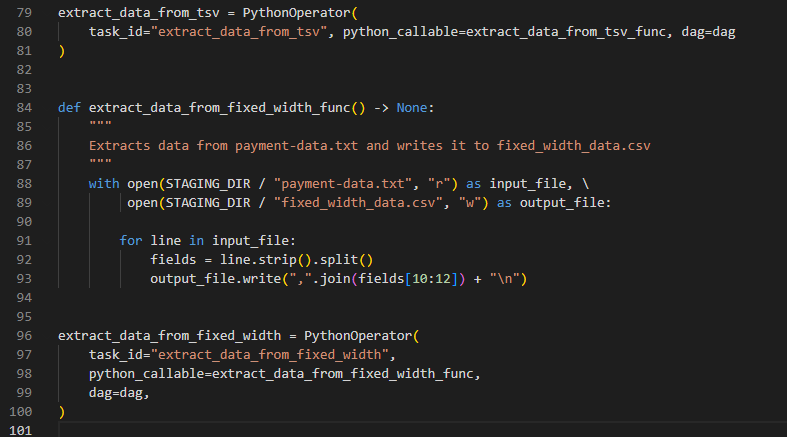 79 extract_data_from_tsv = PythonOperator(
80     task_id="extract_data_from_tsv", python_callable=extract_data_from_tsv_func, dag=dag
81 )
82
83
84 def extract_data_from_fixed_width_func() -> None:
85     """
86     Extracts data from payment-data.txt and writes it to fixed_width_data.csv
87     """
88     with open(STAGING_DIR / "payment-data.txt", "r") as input_file, \
89          open(STAGING_DIR / "fixed_width_data.csv", "w") as output_file:
90
91         for line in input_file:
92             fields = line.strip().split()
93             output_file.write(",".join(fields[10:12]) + "\n")
94
95
96 extract_data_from_fixed_width = PythonOperator(
97     task_id="extract_data_from_fixed_width",
98     python_callable=extract_data_from_fixed_width_func,
99     dag=dag,
100 )
101